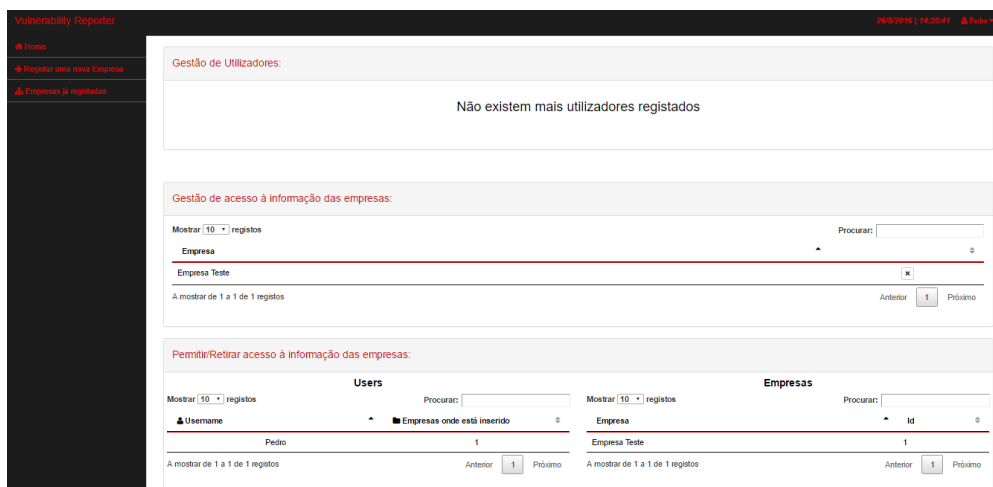 Vulnerability Reporter
26/5/2016 | 14:35:41 Pedro
Home
Registar uma nova Empresa
Empresas já registadas
Gestão de Utilizadores:
Não existem mais utilizadores registados
Gestão de acesso à informação das empresas:
Mostrar 10 registos Procurar:
Empresa
Empresa Teste
A mostrar de 1 a 1 de 1 registos Anterior 1 Próximo
Permitir/Retirar acesso à informação das empresas:
Users
Mostrar 10 registos Procurar:
Username Empresas onde está inserido
Pedro 1
A mostrar de 1 a 1 de 1 registos Anterior 1 Próximo
Empresas
Mostrar 10 registos Procurar:
Empresa Id
Empresa Teste 1
A mostrar de 1 a 1 de 1 registos Anterior 1 Próximo